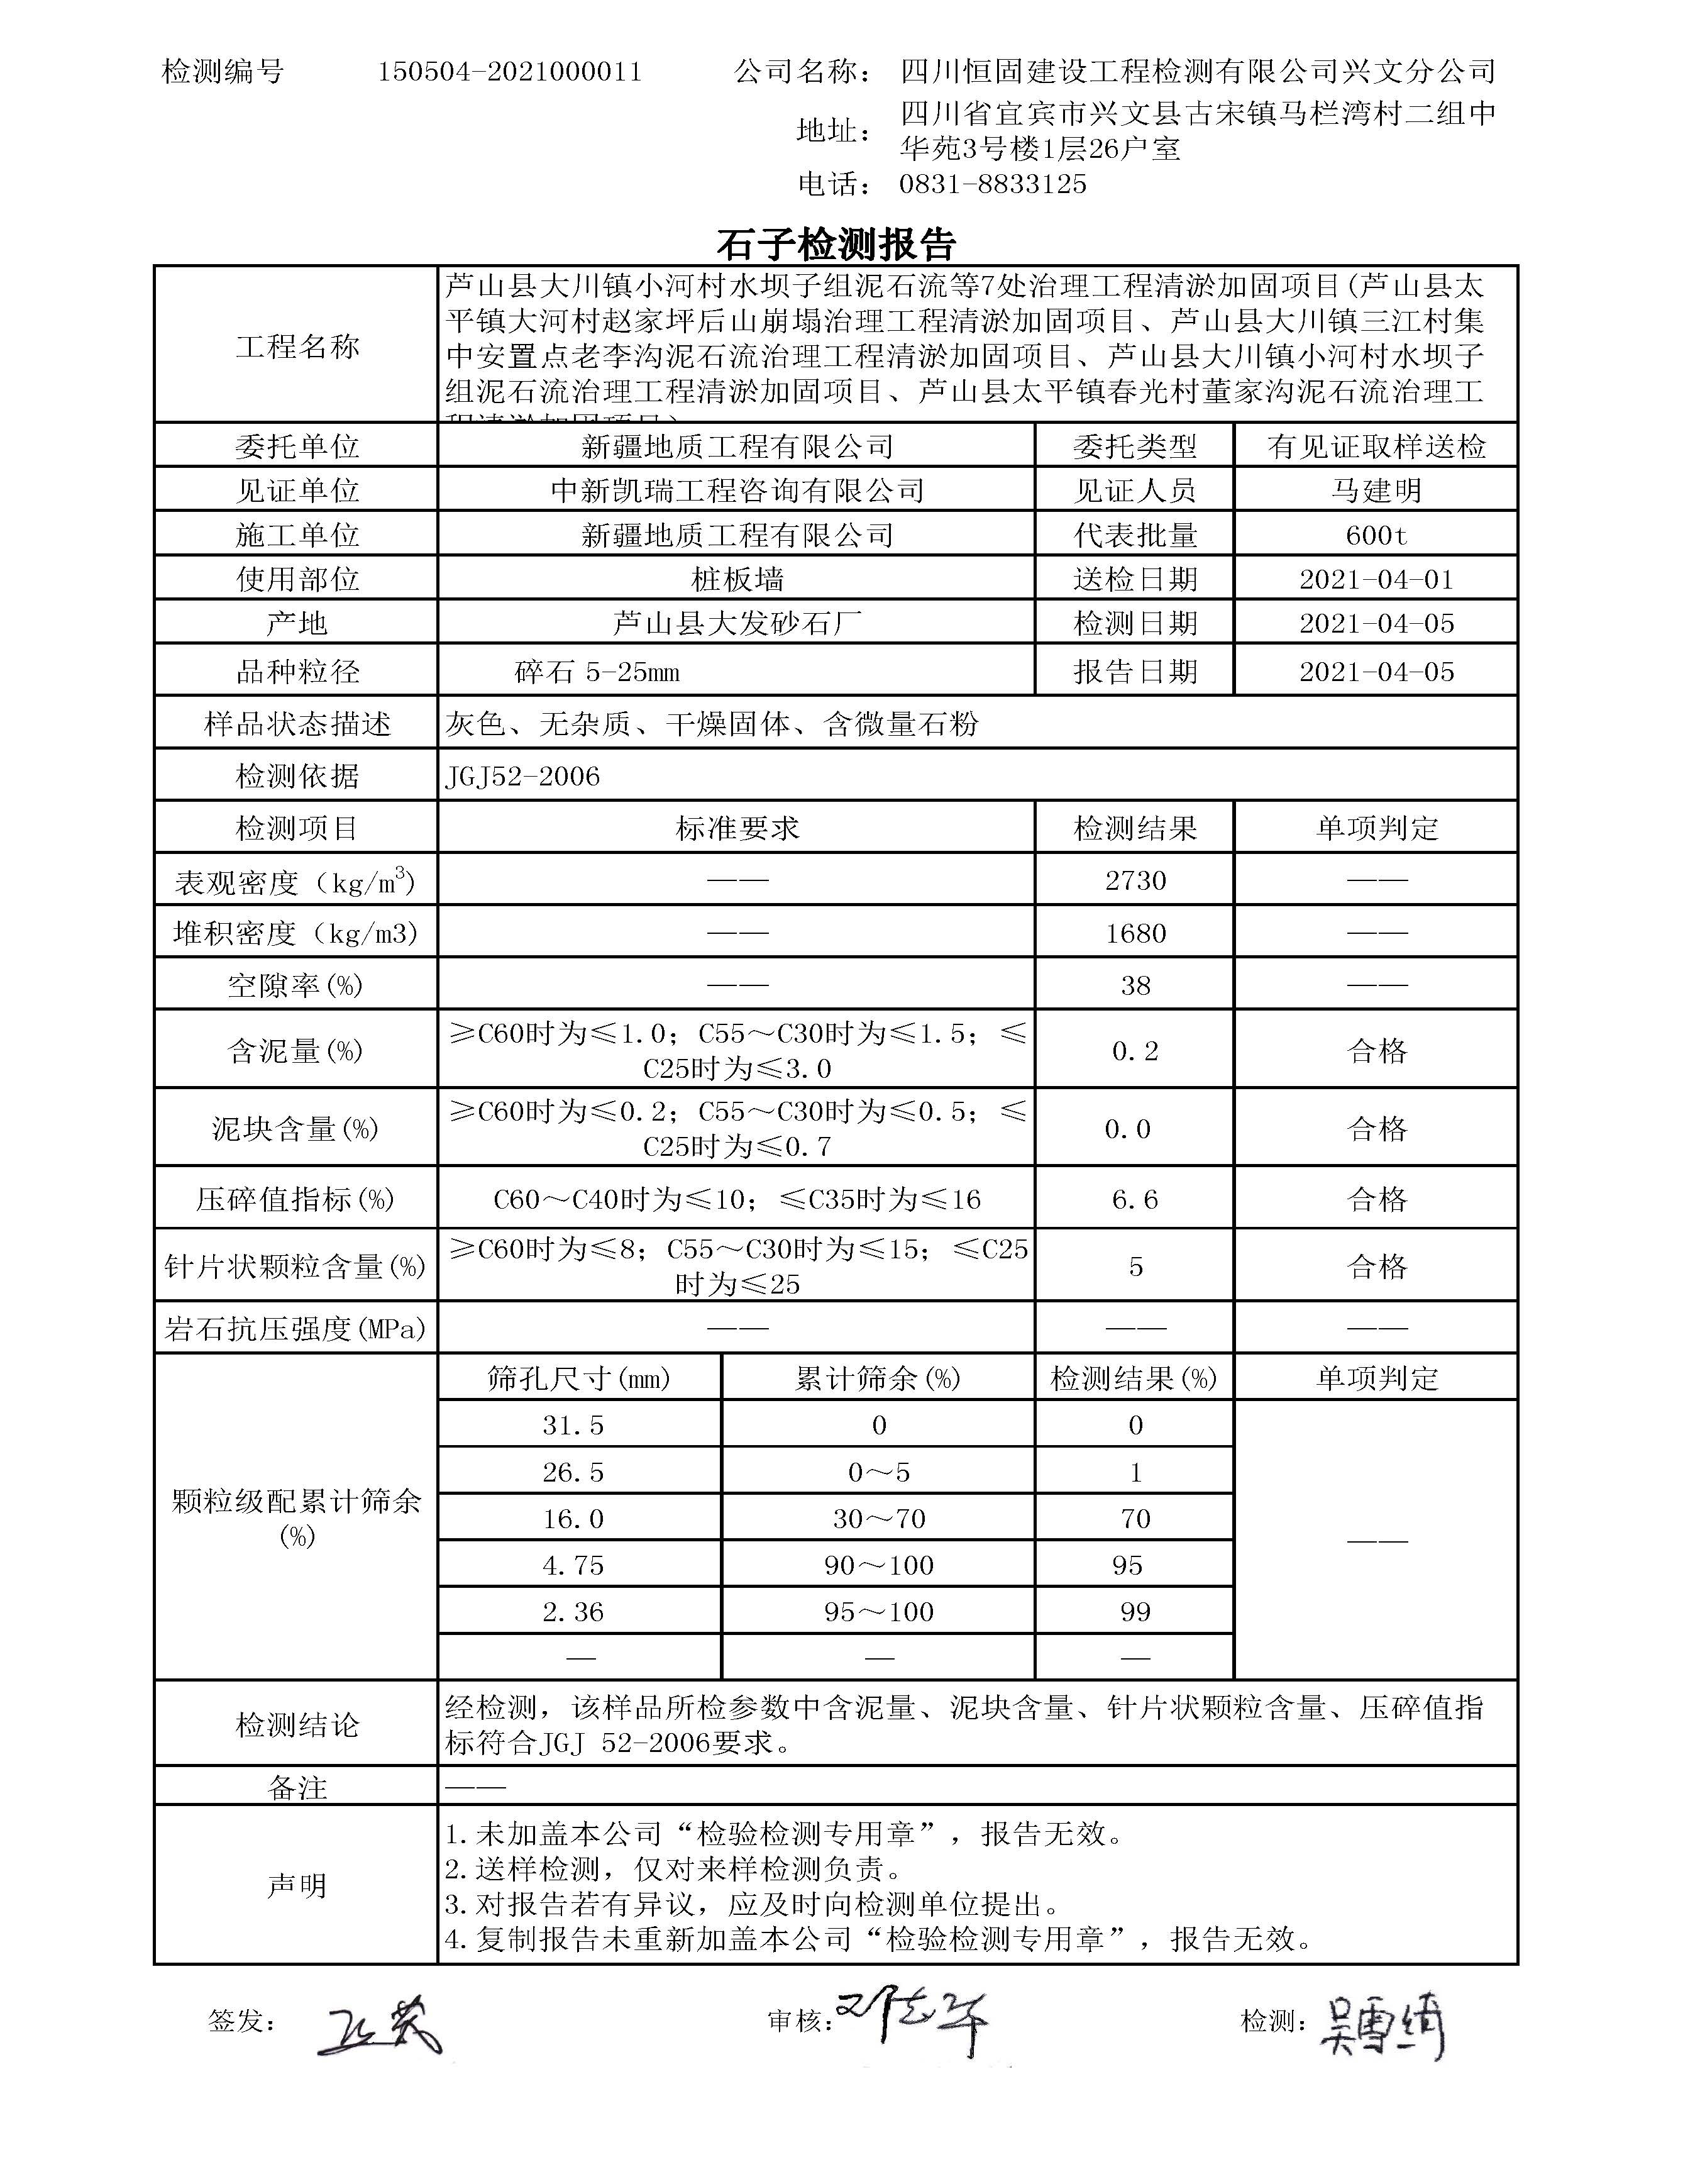 检测编号 150504-2021000011 公司名称： 四川恒固建设工程检测有限公司兴文分公司
地址： 四川省宜宾市兴文县古宋镇马栏湾村二组中
华苑3号楼1层26户室
电话： 0831-8833125
石子检测报告
工程名称
芦山县大川镇小河村水坝子组泥石流等7处治理工程清淤加固项目(芦山县太
平镇大河村赵家坪后山崩塌治理工程清淤加固项目、芦山县大川镇三江村集
中安置点老李沟泥石流治理工程清淤加固项目、芦山县大川镇小河村水坝子
组泥石流治理工程清淤加固项目、芦山县太平镇春光村董家沟泥石流治理工
委托单位 新疆地质工程有限公司 委托类型 有见证取样送检
见证单位 中新凯瑞工程咨询有限公司 见证人员 马建明
施工单位 新疆地质工程有限公司 代表批量 600t
使用部位 桩板墙 送检日期 2021-04-01
产地 芦山县大发砂石厂 检测日期 2021-04-05
品种粒径 碎石 5-25mm 报告日期 2021-04-05
样品状态描述 灰色、无杂质、干燥固体、含微量石粉
检测依据 JGJ52-2006
检测项目 标准要求 检测结果 单项判定
表观密度（kg/m³) —— 2730 ——
堆积密度（kg/m3) —— 1680 ——
空隙率(%) —— 38 ——
含泥量(%) ≥C60时为≤1.0；C55～C30时为≤1.5；≤
C25时为≤3.0 0.2 合格
泥块含量(%) ≥C60时为≤0.2；C55～C30时为≤0.5；≤
C25时为≤0.7 0.0 合格
压碎值指标(%) C60～C40时为≤10；≤C35时为≤16 6.6 合格
针片状颗粒含量(%) ≥C60时为≤8；C55～C30时为≤15；≤C25
时为≤25 5 合格
岩石抗压强度(MPa) —— —— ——
颗粒级配累计筛余
(%)
筛孔尺寸(mm) 累计筛余(%) 检测结果(%) 单项判定
31.5 0 0
26.5 0～5 1
16.0 30～70 70
4.75 90～100 95
2.36 95～100 99
— — —
——
检测结论 经检测，该样品所检参数中含泥量、泥块含量、针片状颗粒含量、压碎值指
标符合JGJ 52-2006要求。
备注 ——
声明
1.未加盖本公司“检验检测专用章”，报告无效。
2.送样检测，仅对来样检测负责。
3.对报告若有异议，应及时向检测单位提出。
4.复制报告未重新加盖本公司“检验检测专用章”，报告无效。
签发： 审核： 检测：吴雪绮